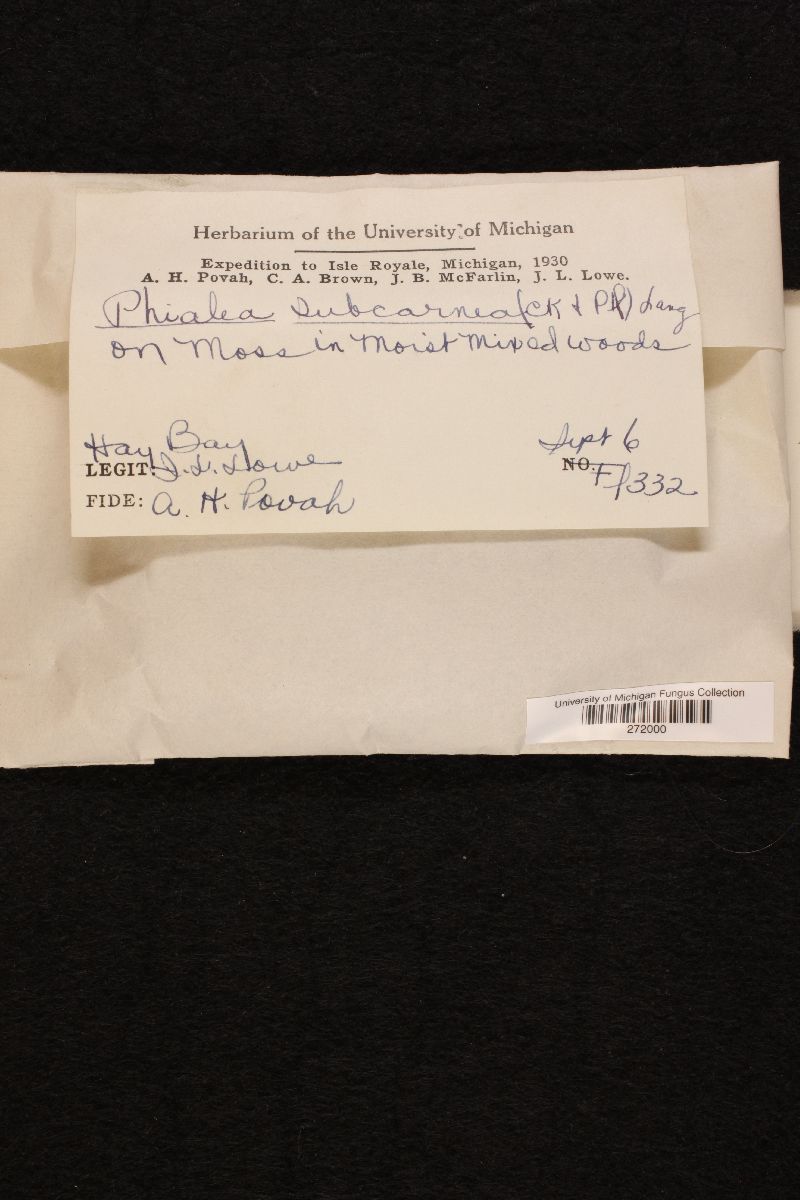 Herbarium of the University of Michigan
Expedition to Isle Royale, Michigan, 1930
A. H. Povah, C. A. Brown, J. B. McFarlin, J. L. Lowe.
Phialea subcarnea (CK & Pk) Sang
on Moss in Moist Mixed woods
Hay Bay Sept 6
LEGIT: J. L. Lowe NO. Fl332
FIDE: A. H. Povah
University of Michigan Fungus Collection
272000